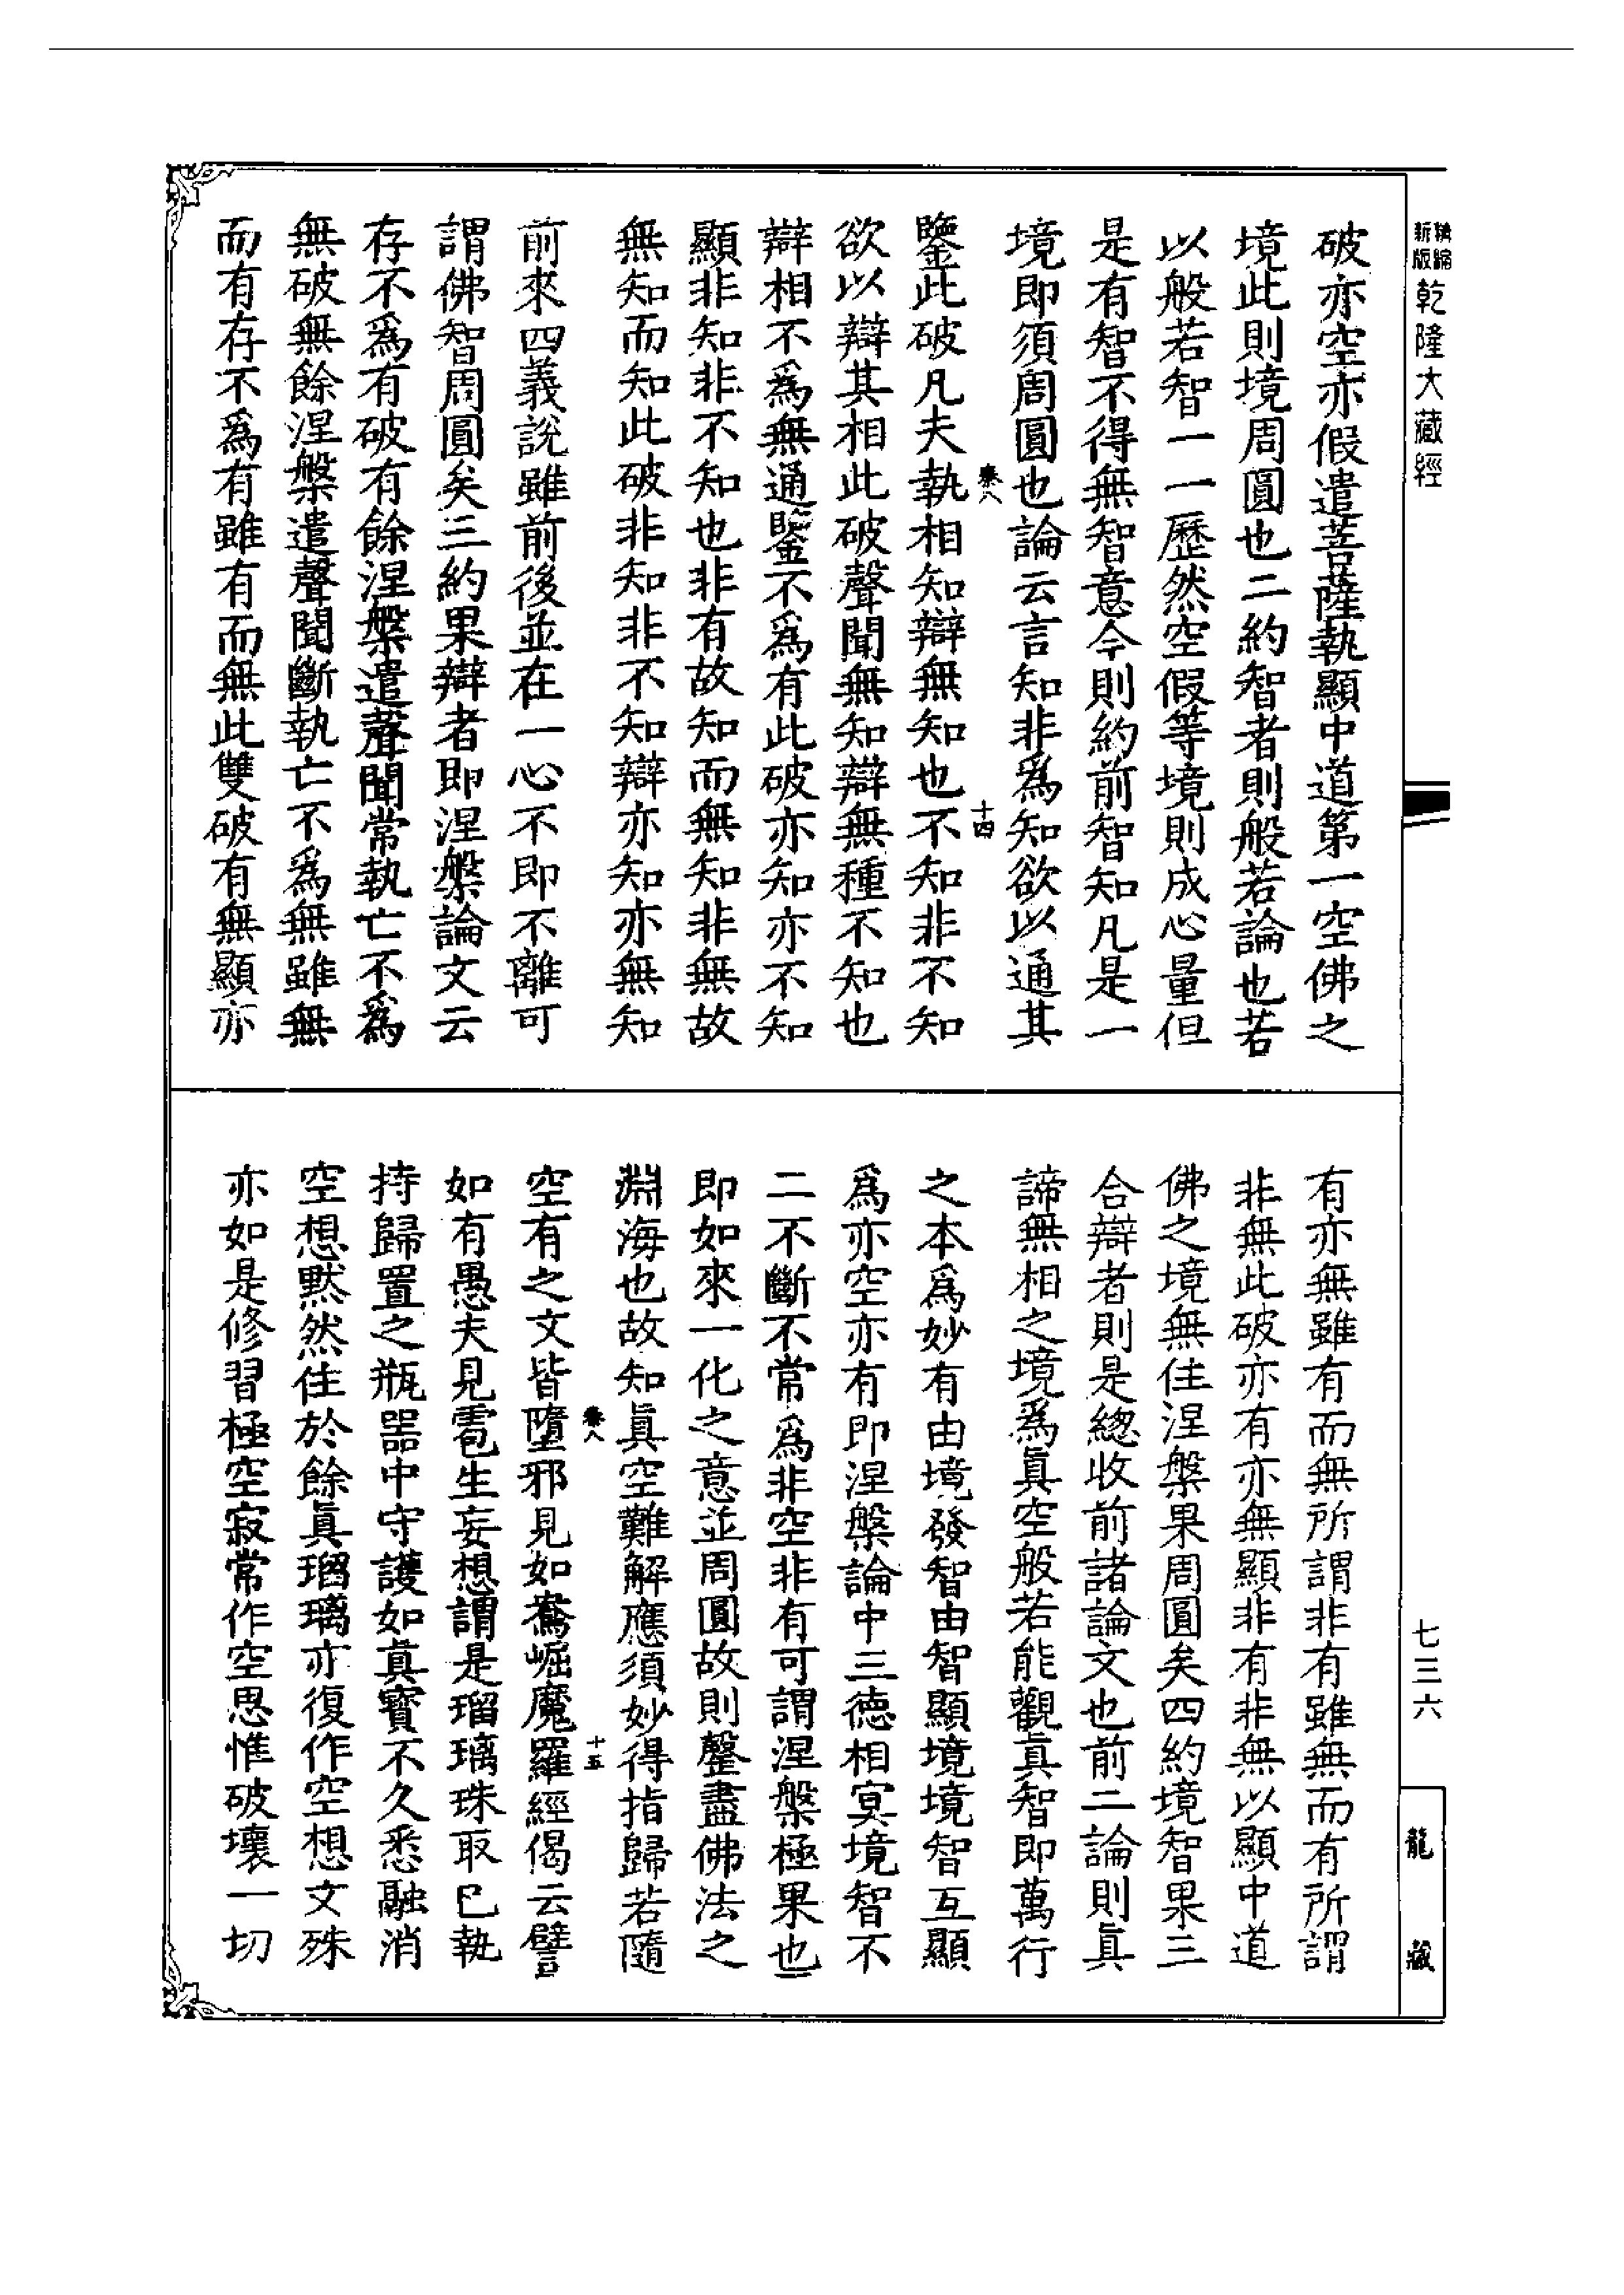 新版
精編
乾隆大藏經
破亦空亦假遣菩薩執顯中道第一空佛之
境此則境周圓也二約智者則般若論也若
以般若智一一歷然空假等境則成心量但
是有智不得無智意今則約前智知凡是一
境即須周圓也論云言知非爲知欲以通其
秦八
十四
鑒此破凡夫執相知辯無知也不知非不知
欲以辯其相此破聲聞無知辯無種不知也
辯相不爲無通鑒不爲有此破亦知亦不知
顯非知非不知也非有故知而無知非無故
無知而知此破非知非不知辯亦知亦無知
前來四義說雖前後並在一心不即不離可
謂佛智周圓矣三約果辯者即涅槃論文云
存不爲有破有餘涅槃遣聲聞常執亡不爲
無破無餘涅槃遣聲聞斷執亡不爲無雖無
而有存不爲有雖有而無此雙破有無顯亦
有亦無雖有而無所謂非有雖無而有所謂
非無此破亦有亦無顯非有非無以顯中道
佛之境無住涅槃果周圓矣四約境智果三
合辯者則是總收前諸論文也前二論則眞
諦無相之境爲眞空般若能觀眞智即萬行
之本爲妙有由境發智由智顯境境智互顯
爲亦空亦有即涅槃論中三德相冥境智不
二不斷不常爲非空非有可謂涅槃極果也
即如來一化之意並周圓故則罄盡佛法之
淵海也故知眞空難解應須妙得指歸若隨
秦八
十五
空有之文皆墮邪見如鴦崛魔羅經偈云譬
如有愚夫見雹生妄想謂是瑠璃珠取已執
持歸置之瓶器中守護如眞寶不久悉融消
空想默然住於餘眞瑠璃亦復作空想文殊
亦如是修習極空寂常作空思惟破壞一切
七三六
龍藏